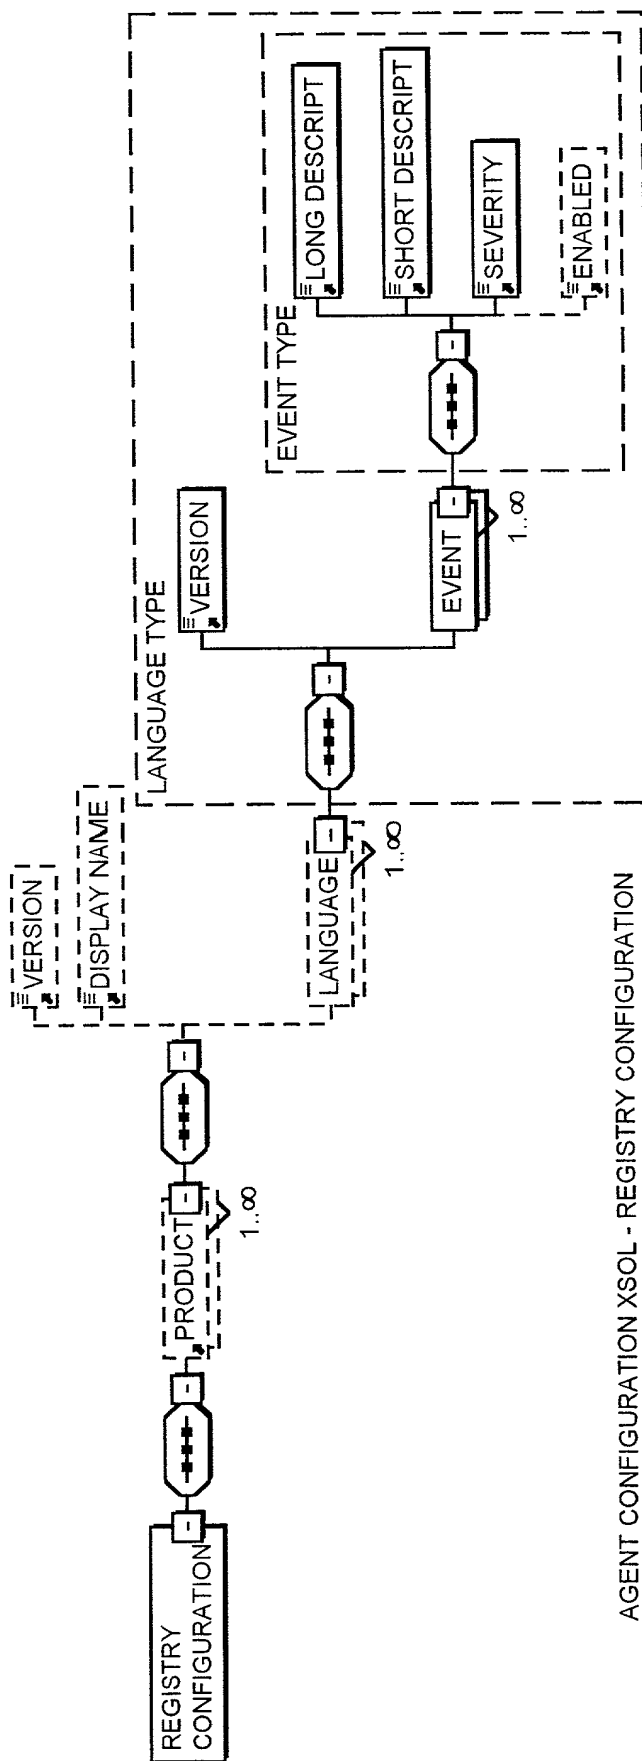 REGISTRY
CONFIGURATION
PRODUCT
1..∞
VERSION
DISPLAY NAME
LANGUAGE
1..∞
LANGUAGE TYPE
VERSION
EVENT
1..∞
EVENT TYPE
LONG DESCRIPT
SHORT DESCRIPT
SEVERITY
ENABLED
AGENT CONFIGURATION XSOL - REGISTRY CONFIGURATION